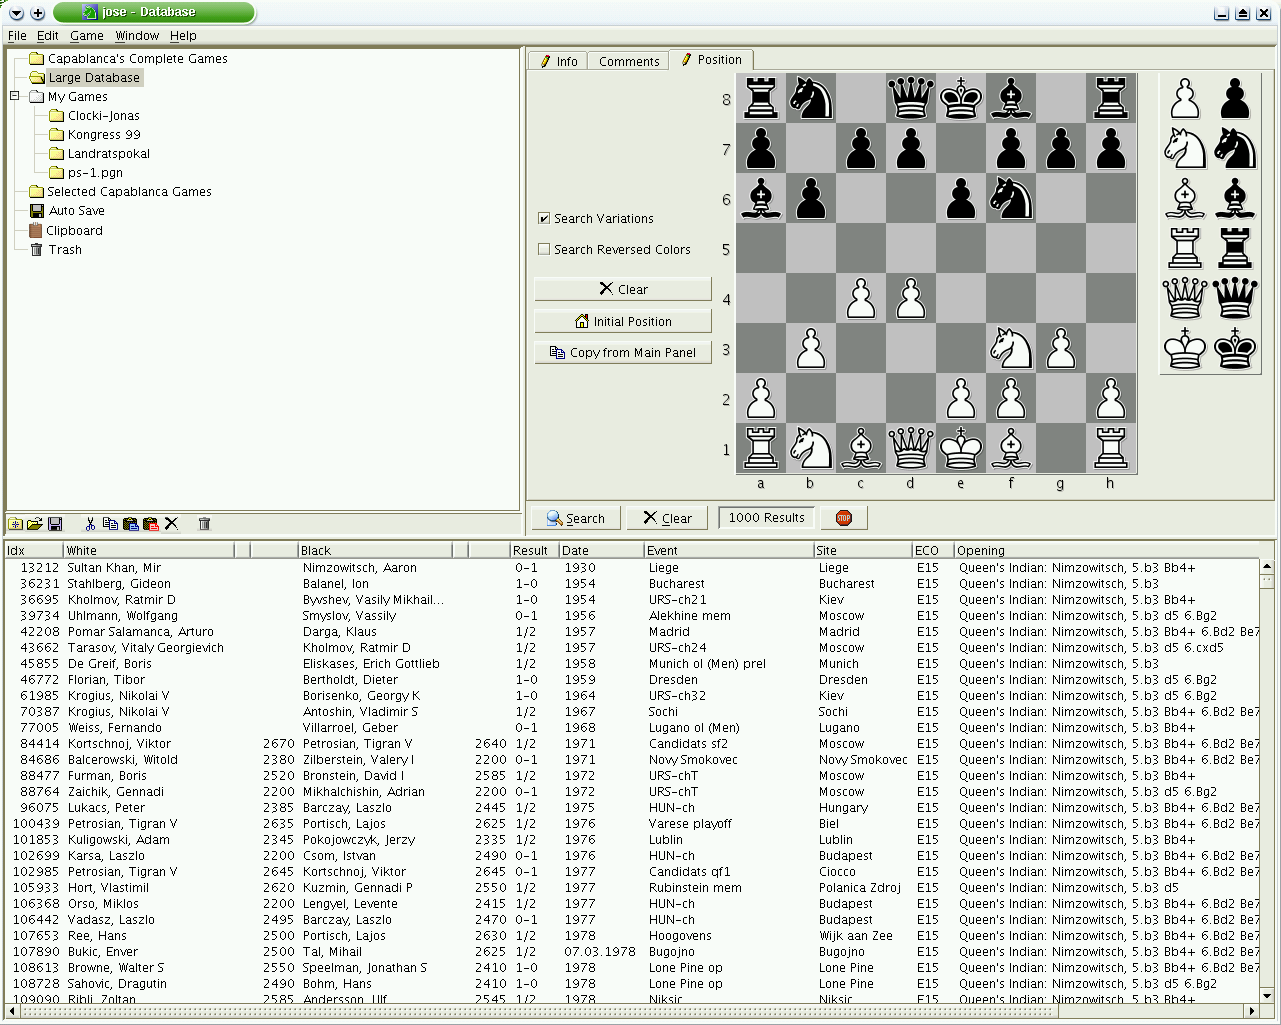 jose - Database
File Edit Game Window Help
Capablanca's Complete Games
Large Database
My Games
Clocki-Jonas
Kongress 99
Landratspokal
ps-1.pgn
Selected Capablanca Games
Auto Save
Clipboard
Trash
Info Comments Position
Search Variations
Search Reversed Colors
Clear
Initial Position
Copy from Main Panel
8
7
6
5
4
3
2
1
a b c d e f g h
Search Clear 1000 Results STOP
Idx White Black Result Date Event Site ECO Opening
13212 Sultan Khan, Mir Nimzowitsch, Aaron 0-1 1930 Liege Liege E15 Queen's Indian: Nimzowitsch, 5.b3 Bb4+
36231 Stahlberg, Gideon Balanel, Ion 1-0 1954 Bucharest Bucharest E15 Queen's Indian: Nimzowitsch, 5.b3
36695 Kholmov, Ratmir D Byvshev, Vasily Mikhail... 1-0 1954 URS-ch21 Kiev E15 Queen's Indian: Nimzowitsch, 5.b3 Bb4+
39734 Uhlmann, Wolfgang Smyslov, Vassily 0-1 1956 Alekhine mem Moscow E15 Queen's Indian: Nimzowitsch, 5.b3 d5 6.Bg2
42208 Pomar Salamanca, Arturo Darga, Klaus 1/2 1957 Madrid Madrid E15 Queen's Indian: Nimzowitsch, 5.b3 Bb4+ 6.Bd2 Be7
43662 Tarasov, Vitaly Georgievich Kholmov, Ratmir D 1/2 1957 URS-ch24 Moscow E15 Queen's Indian: Nimzowitsch, 5.b3 d5 6.cxd5
45855 De Greif, Boris Eliskases, Erich Gottlieb 1/2 1958 Munich ol (Men) prel Munich E15 Queen's Indian: Nimzowitsch, 5.b3
46772 Florian, Tibor Bertholdt, Dieter 1-0 1959 Dresden Dresden E15 Queen's Indian: Nimzowitsch, 5.b3 d5 6.Bg2
61985 Krogius, Nikolai V Borisenko, Georgy K 1-0 1964 URS-ch32 Kiev E15 Queen's Indian: Nimzowitsch, 5.b3 d5 6.Bg2
70387 Krogius, Nikolai V Antoshin, Vladimir S 1/2 1967 Sochi Sochi E15 Queen's Indian: Nimzowitsch, 5.b3 Bb4+ 6.Bd2 Be7
77005 Weiss, Fernando Villarroel, Geber 0-1 1968 Lugano ol (Men) Lugano E15 Queen's Indian: Nimzowitsch, 5.b3 Bb4+
84414 Kortschnoj, Viktor 2670 Petrosian, Tigran V 2640 1/2 1971 Candidats sf2 Moscow E15 Queen's Indian: Nimzowitsch, 5.b3 Bb4+ 6.Bd2 Be7
84686 Balcerowski, Witold 2380 Zilberstein, Valery I 2200 0-1 1971 Novy Smokovec Novy Smokovec E15 Queen's Indian: Nimzowitsch, 5.b3 Bb4+ 6.Bd2 Be7
88477 Furman, Boris 2520 Bronstein, David I 2585 1/2 1972 URS-chT Moscow E15 Queen's Indian: Nimzowitsch, 5.b3 Bb4+
88764 Zaichik, Gennadi 2200 Mikhalchishin, Adrian 2200 0-1 1972 URS-chT Moscow E15 Queen's Indian: Nimzowitsch, 5.b3 d5 6.Bg2
96075 Lukacs, Peter 2385 Barczay, Laszlo 2445 1/2 1975 HUN-ch Hungary E15 Queen's Indian: Nimzowitsch, 5.b3 Bb4+ 6.Bd2 Be7
100439 Petrosian, Tigran V 2635 Portisch, Lajos 2625 1/2 1976 Varese playoff Biel E15 Queen's Indian: Nimzowitsch, 5.b3 Bb4+ 6.Bd2 Be7
101853 Kuligowski, Adam 2345 Pokojowczyk, Jerzy 2335 1/2 1976 Lublin Lublin E15 Queen's Indian: Nimzowitsch, 5.b3 Bb4+
102699 Karsa, Laszlo 2200 Csom, Istvan 2490 0-1 1976 HUN-ch Budapest E15 Queen's Indian: Nimzowitsch, 5.b3 Bb4+ 6.Bd2 Be7
102985 Petrosian, Tigran V 2645 Kortschnoj, Viktor 2645 0-1 1977 Candidats qf1 Ciocco E15 Queen's Indian: Nimzowitsch, 5.b3 Bb4+ 6.Bd2 Be7
105933 Hort, Vlastimil 2620 Kuzmin, Gennadi P 2550 1/2 1977 Rubinstein mem Polanica Zdroj E15 Queen's Indian: Nimzowitsch, 5.b3 d5
106368 Orso, Miklos 2200 Lengyel, Levente 2415 1/2 1977 HUN-ch Budapest E15 Queen's Indian: Nimzowitsch, 5.b3 Bb4+ 6.Bd2 Be7
106442 Vadasz, Laszlo 2495 Barczay, Laszlo 2470 0-1 1977 HUN-ch Budapest E15 Queen's Indian: Nimzowitsch, 5.b3 Bb4+ 6.Bd2 Be7
107653 Ree, Hans 2500 Portisch, Lajos 2630 1/2 1978 Hoogovens Wijk aan Zee E15 Queen's Indian: Nimzowitsch, 5.b3 Bb4+ 6.Bd2 Be7
107890 Bukic, Enver 2500 Tal, Mihail 2625 1/2 07.03.1978 Bugojno Bugojno E15 Queen's Indian: Nimzowitsch, 5.b3 Bb4+ 6.Bd2 Be7
108613 Browne, Walter S 2550 Speelman, Jonathan S 2410 1-0 1978 Lone Pine op Lone Pine E15 Queen's Indian: Nimzowitsch, 5.b3 Bb4+ 6.Bd2 Be7
108728 Sahovic, Dragutin 2490 Bohm, Hans 2410 1-0 1978 Lone Pine op Lone Pine E15 Queen's Indian: Nimzowitsch, 5.b3 d5 6.Bg2
109090 Ribli, Zoltan 2585 Andersson, Ulf 2545 1/2 1978 Niksic Niksic E15 Queen's Indian: Nimzowitsch, 5.b3 Bb4+